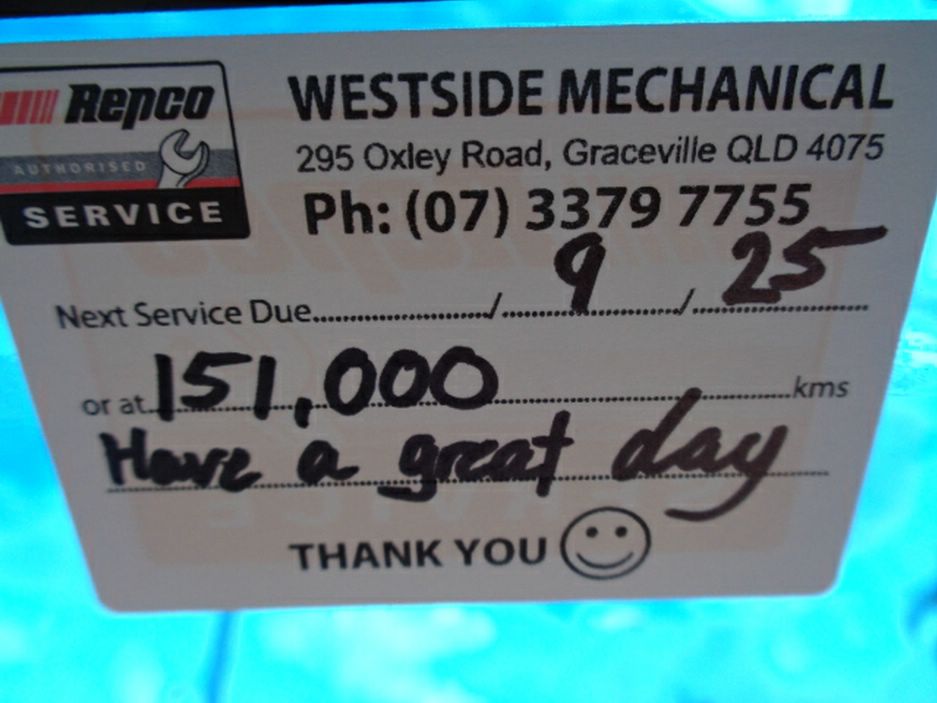 Repco
AUTHORISED
SERVICE
WESTSIDE MECHANICAL
295 Oxley Road, Graceville QLD 4075
Ph: (07) 3379 7755
Next Service Due................/ 9 / 25
or at 151,000 kms
Have a great day
THANK YOU